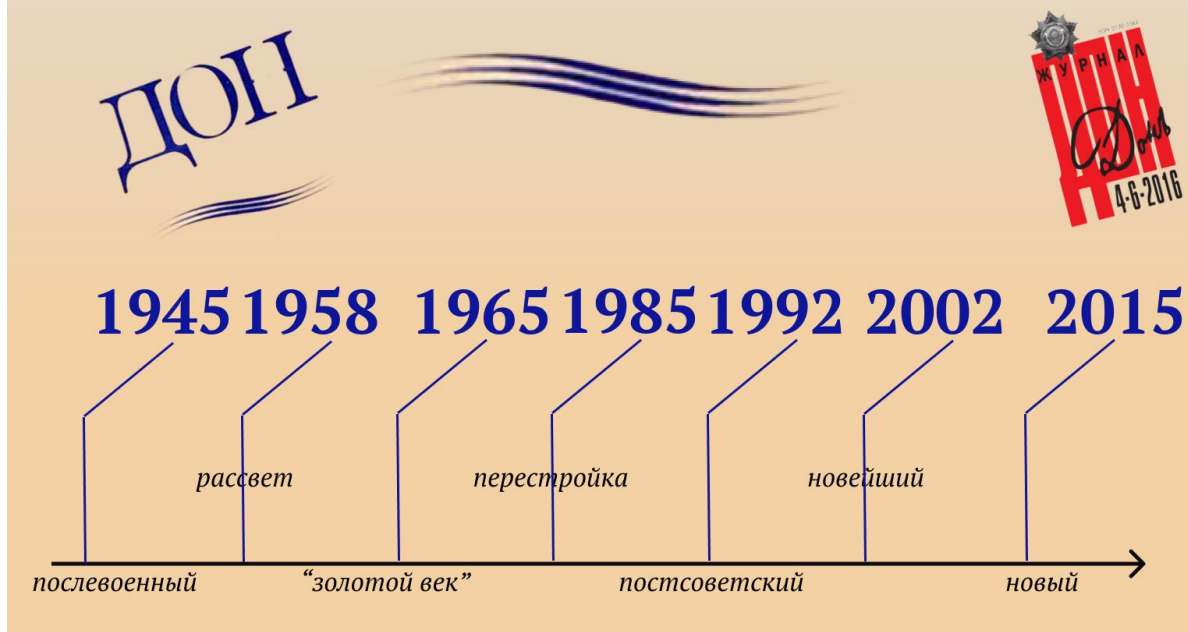 ДОН
ЖУРНАЛ
ДОН
Донъ
4-6-2016
1945 1958 1965 1985 1992 2002 2015
рассвет перестройка новейший
послевоенный “золотой век” постсоветский новый